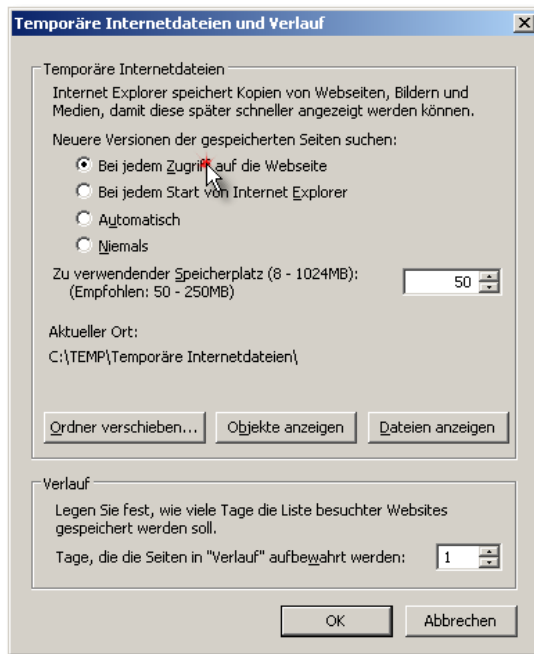 Temporäre Internetdateien und Verlauf
Temporäre Internetdateien
Internet Explorer speichert Kopien von Webseiten, Bildern und
Medien, damit diese später schneller angezeigt werden können.
Neuere Versionen der gespeicherten Seiten suchen:
Bei jedem Zugriff auf die Webseite
Bei jedem Start von Internet Explorer
Automatisch
Niemals
Zu verwendender Speicherplatz (8 - 1024MB): 50
(Empfohlen: 50 - 250MB)
Aktueller Ort:
C:\TEMP\Temporäre Internetdateien\
Ordner verschieben... Objekte anzeigen Dateien anzeigen
Verlauf
Legen Sie fest, wie viele Tage die Liste besuchter Websites
gespeichert werden soll.
Tage, die die Seiten in "Verlauf" aufbewahrt werden: 1
OK Abbrechen